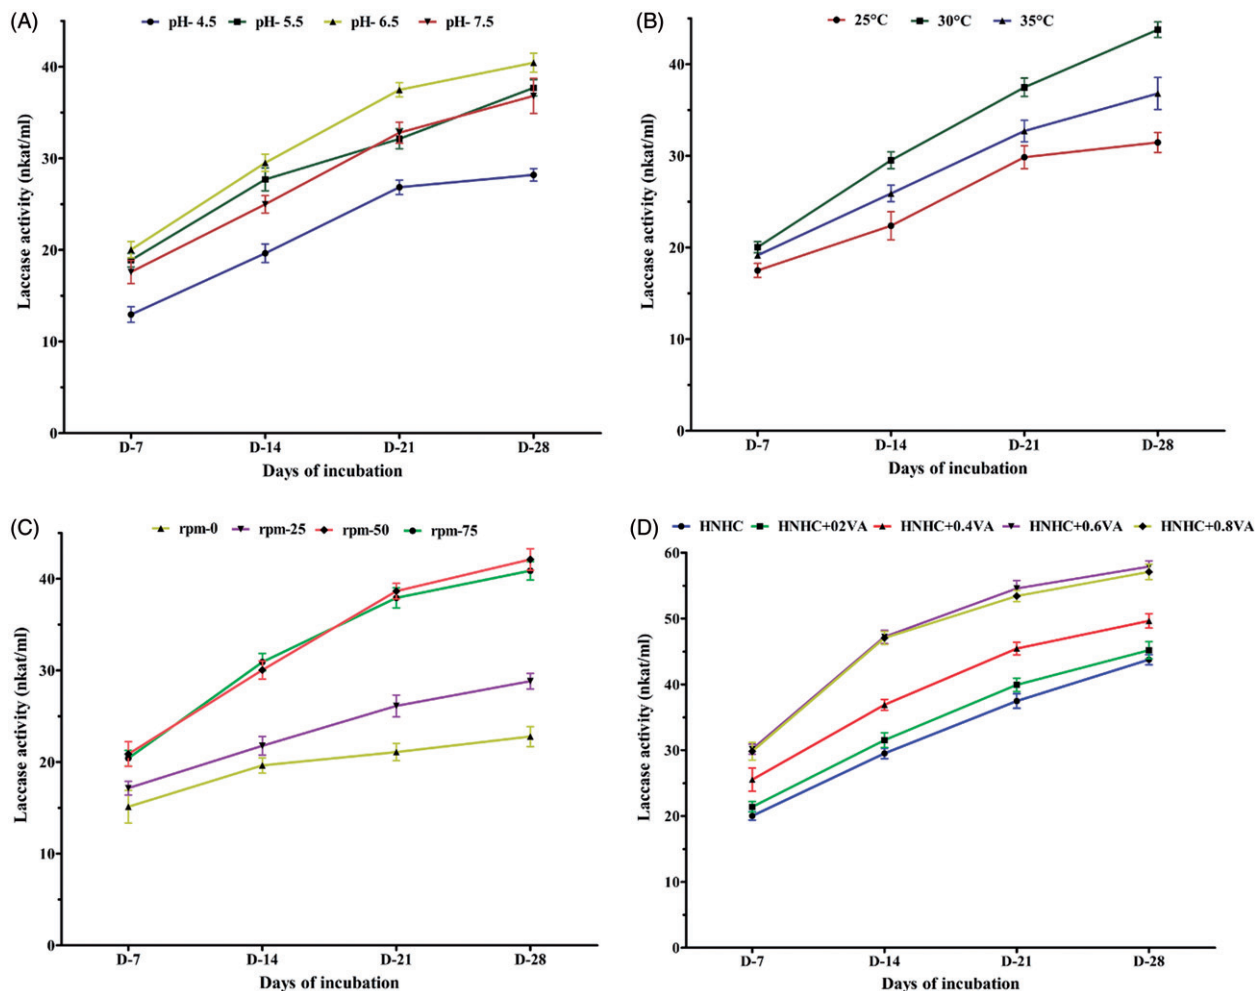 (A)
pH- 4.5 pH- 5.5 pH- 6.5 pH- 7.5
Laccase activity (nkat/ml)
40
30
20
10
0
D-7 D-14 D-21 D-28
Days of incubation
(B)
25°C 30°C 35°C
Laccase activity (nkat/ml)
40
30
20
10
0
D-7 D-14 D-21 D-28
Days of incubation
(C)
rpm-0 rpm-25 rpm-50 rpm-75
Laccase activity (nkat/ml)
40
30
20
10
0
D-7 D-14 D-21 D-28
Days of incubation
(D)
HNHC HNHC+02VA HNHC+0.4VA HNHC+0.6VA HNHC+0.8VA
Laccase activity (nkat/ml)
60
50
40
30
20
10
0
D-7 D-14 D-21 D-28
Days of incubation